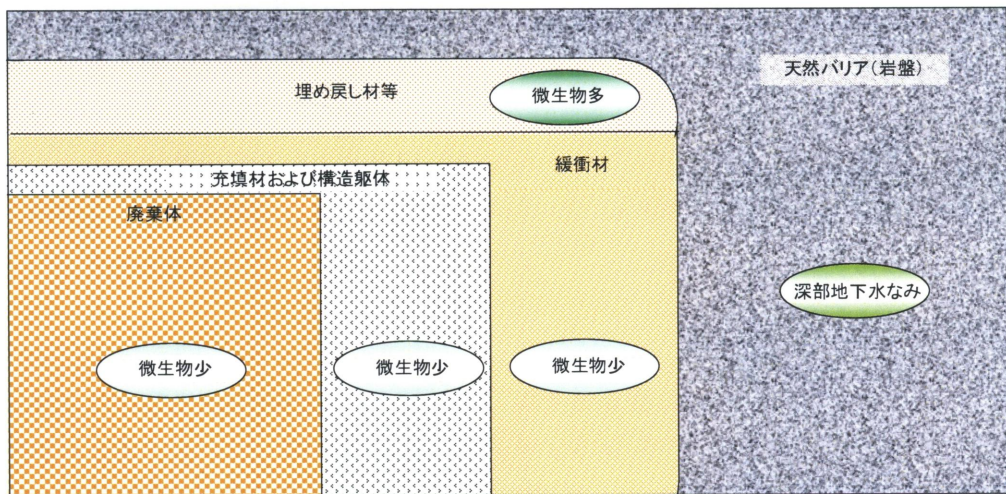 天然バリア(岩盤)
埋め戻し材等
微生物多
緩衝材
充填材および構造躯体
廃棄体
深部地下水なみ
微生物少
微生物少
微生物少